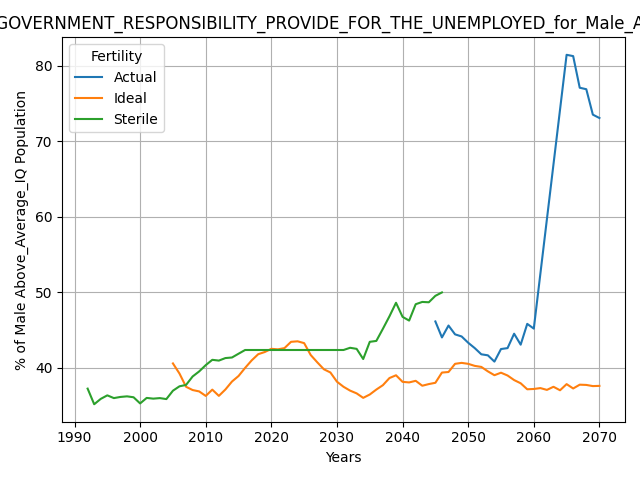 GOVERNMENT_RESPONSIBILITY_PROVIDE_FOR_THE_UNEMPLOYED_for_Male_A
Fertility
Actual
Ideal
Sterile
% of Male Above_Average_IQ Population
80
70
60
50
40
1990 2000 2010 2020 2030 2040 2050 2060 2070
Years